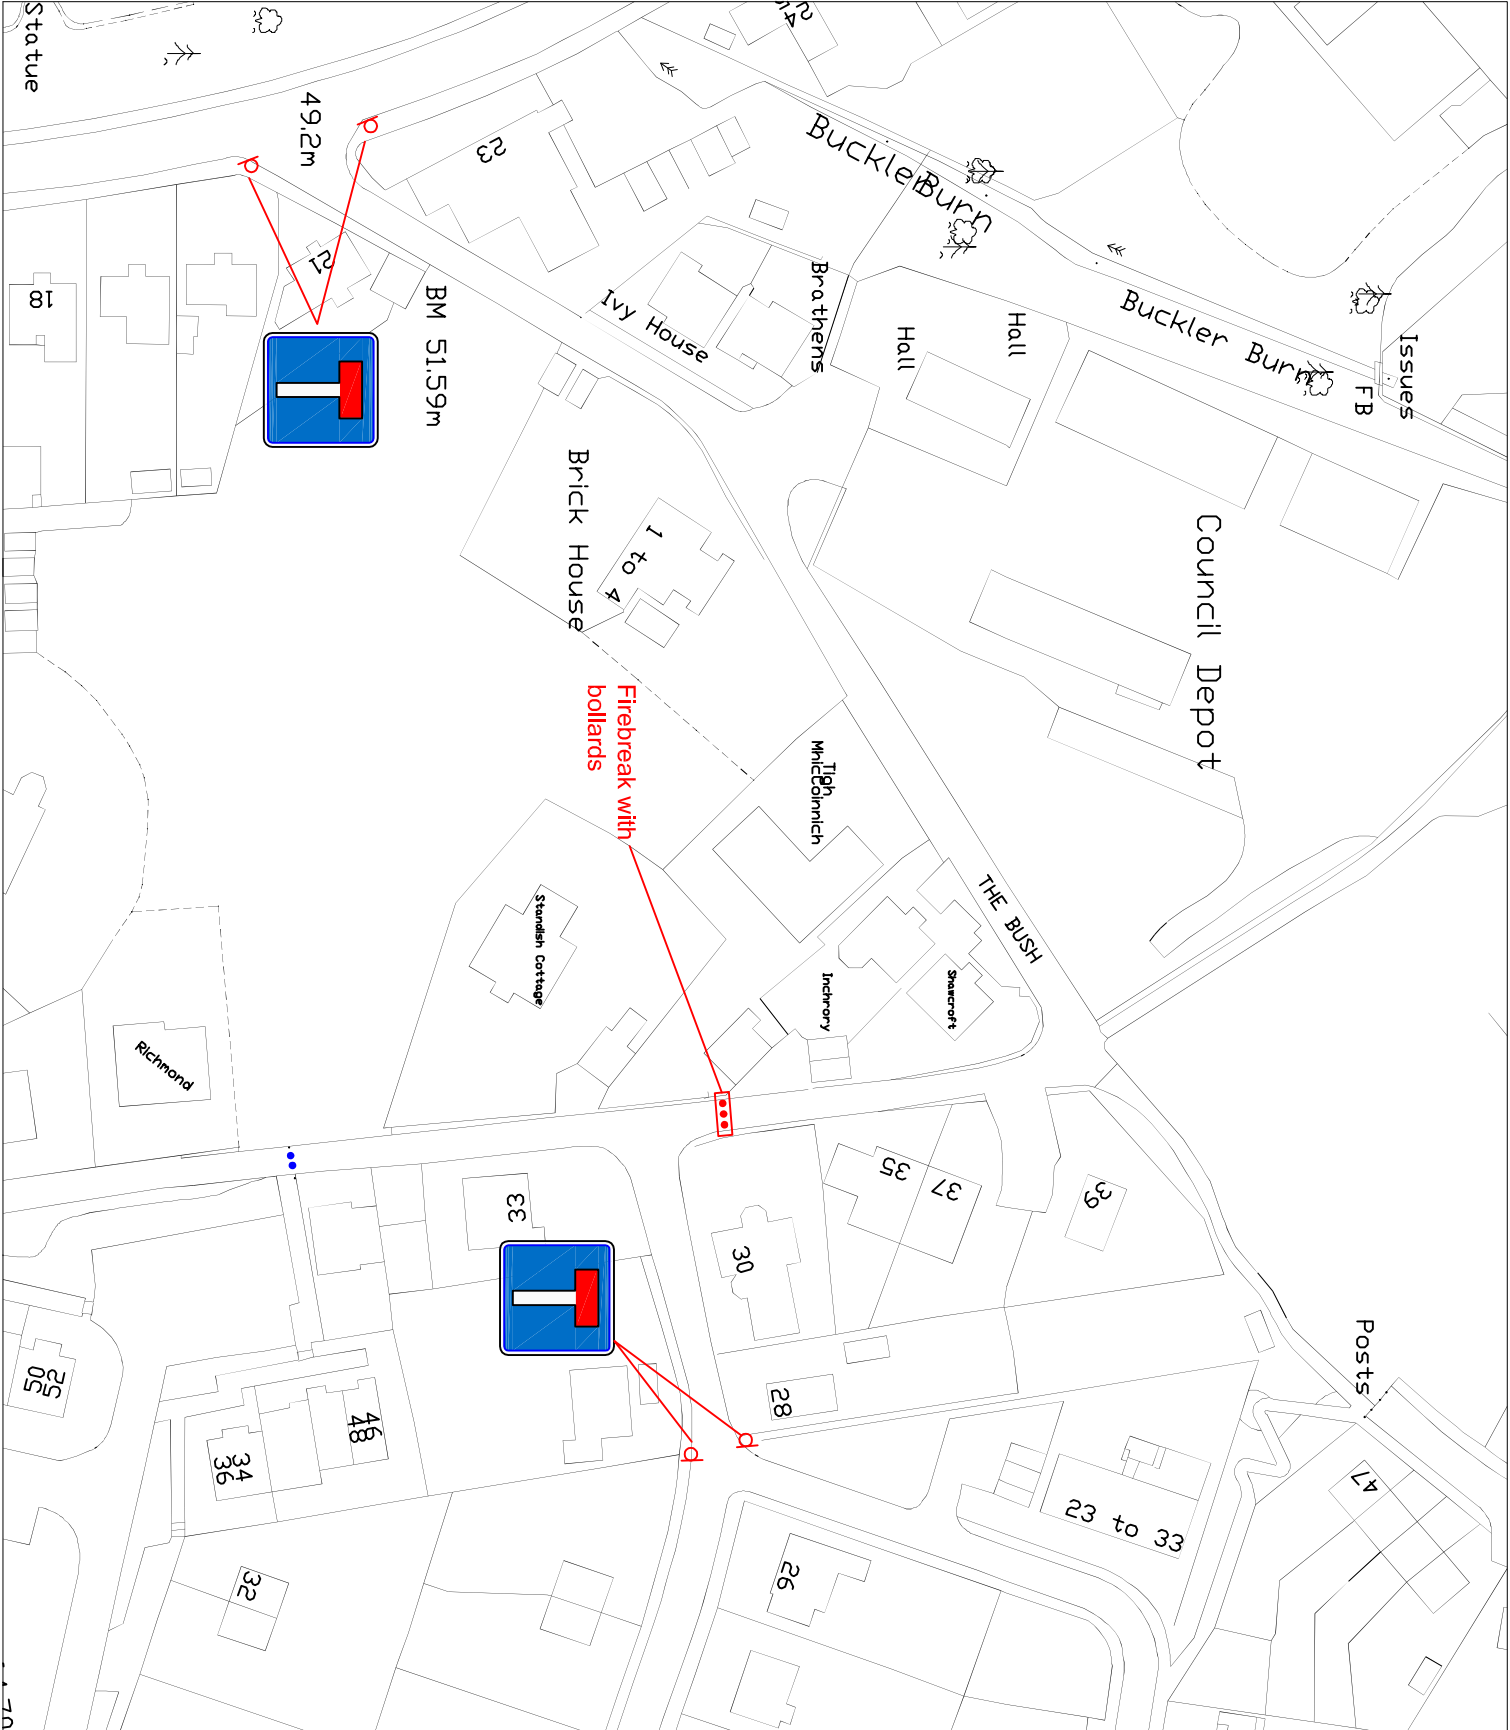 Statue
24
49.2m
23
Buckler
Burn
21
18
BM 51.59m
Ivy House
Brathens
Hall
Hall
Buckler Burn
Issues
FB
Brick House
1 to 4
Council Depot
Firebreak with
bollards
Tigh
Mhiccoinnich
THE BUSH
Standish Cottage
Inchrory
Shawcroft
Richmond
33
35
37
39
30
28
Posts
50
52
46
48
34
36
32
26
23 to 33
47